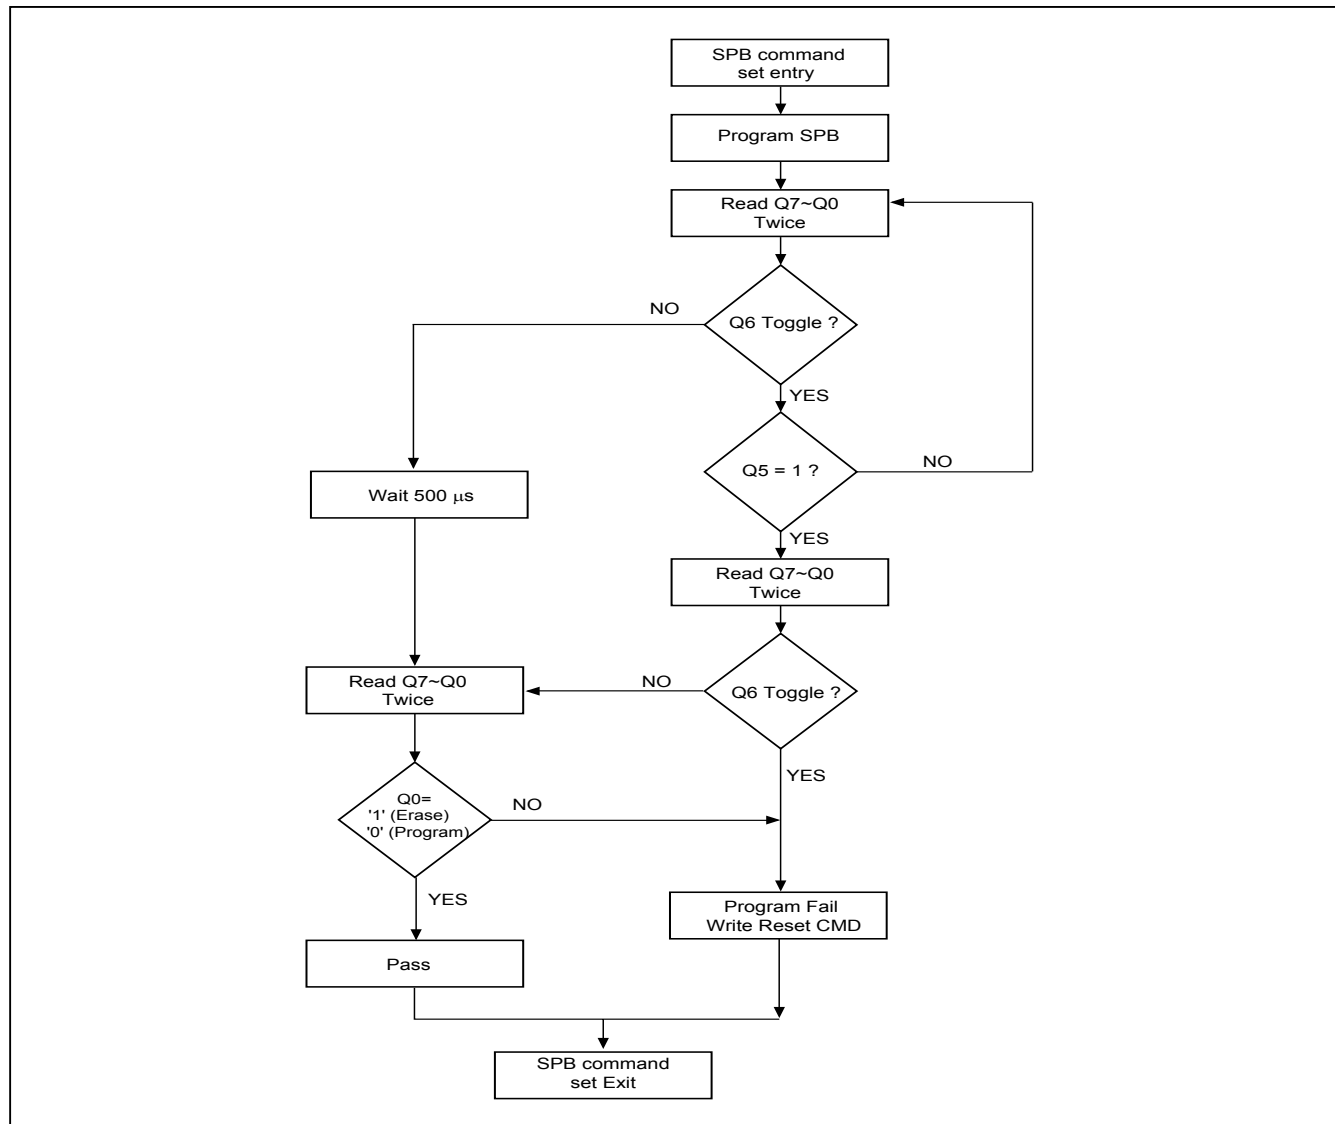 SPB command
set entry
Program SPB
Read Q7~Q0
Twice
NO
Q6 Toggle ?
YES
Q5 = 1 ?
NO
Wait 500 μs
YES
Read Q7~Q0
Twice
Read Q7~Q0
Twice
NO
Q6 Toggle ?
YES
Q0=
'1' (Erase)
'0' (Program)
NO
YES
Program Fail
Write Reset CMD
Pass
SPB command
set Exit